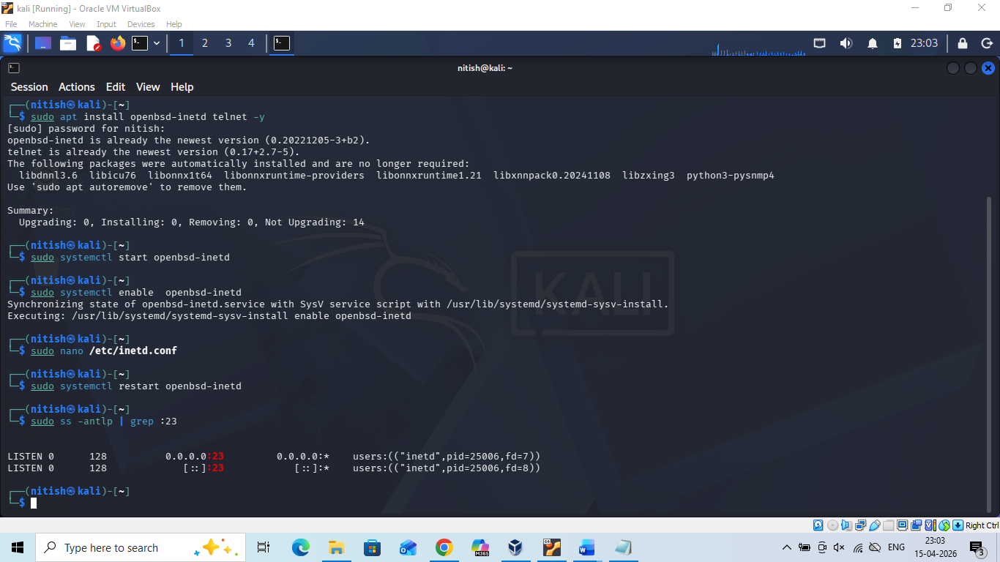 kali [Running] - Oracle VM VirtualBox
File Machine View Input Devices Help
1 2 3 4 23:03
nitish@kali: ~
Session Actions Edit View Help
┌──(nitish㉿kali)-[~]
└─$ sudo apt install openbsd-inetd telnet -y
[sudo] password for nitish:
openbsd-inetd is already the newest version (0.20221205-3+b2).
telnet is already the newest version (0.17+2.7-5).
The following packages were automatically installed and are no longer required:
  libdnnl3.6  libicu76  libonnx1t64  libonnxruntime-providers  libonnxruntime1.21  libxnnpack0.20241108  libzxing3  python3-pysnmp4
Use 'sudo apt autoremove' to remove them.
Summary:
  Upgrading: 0, Installing: 0, Removing: 0, Not Upgrading: 14
┌──(nitish㉿kali)-[~]
└─$ sudo systemctl start openbsd-inetd
┌──(nitish㉿kali)-[~]
└─$ sudo systemctl enable  openbsd-inetd
Synchronizing state of openbsd-inetd.service with SysV service script with /usr/lib/systemd/systemd-sysv-install.
Executing: /usr/lib/systemd/systemd-sysv-install enable openbsd-inetd
┌──(nitish㉿kali)-[~]
└─$ sudo nano /etc/inetd.conf
┌──(nitish㉿kali)-[~]
└─$ sudo systemctl restart openbsd-inetd
┌──(nitish㉿kali)-[~]
└─$ sudo ss -antlp | grep :23
LISTEN 0      128          0.0.0.0:23         0.0.0.0:*    users:(("inetd",pid=25006,fd=7))
LISTEN 0      128             [::]:23            [::]:*    users:(("inetd",pid=25006,fd=8))
┌──(nitish㉿kali)-[~]
└─$
KALI
Right Ctrl
Type here to search
M365
64
ENG
23:03
15-04-2026
3